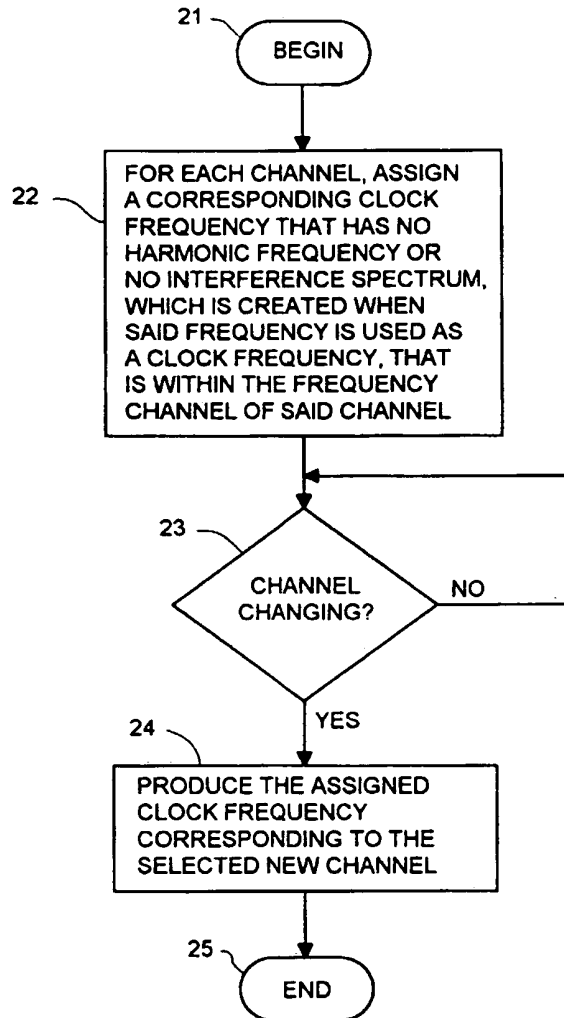 21
BEGIN
22
FOR EACH CHANNEL, ASSIGN
A CORRESPONDING CLOCK
FREQUENCY THAT HAS NO
HARMONIC FREQUENCY OR
NO INTERFERENCE SPECTRUM,
WHICH IS CREATED WHEN
SAID FREQUENCY IS USED AS
A CLOCK FREQUENCY, THAT
IS WITHIN THE FREQUENCY
CHANNEL OF SAID CHANNEL
23
CHANNEL
CHANGING?
NO
YES
24
PRODUCE THE ASSIGNED
CLOCK FREQUENCY
CORRESPONDING TO THE
SELECTED NEW CHANNEL
25
END